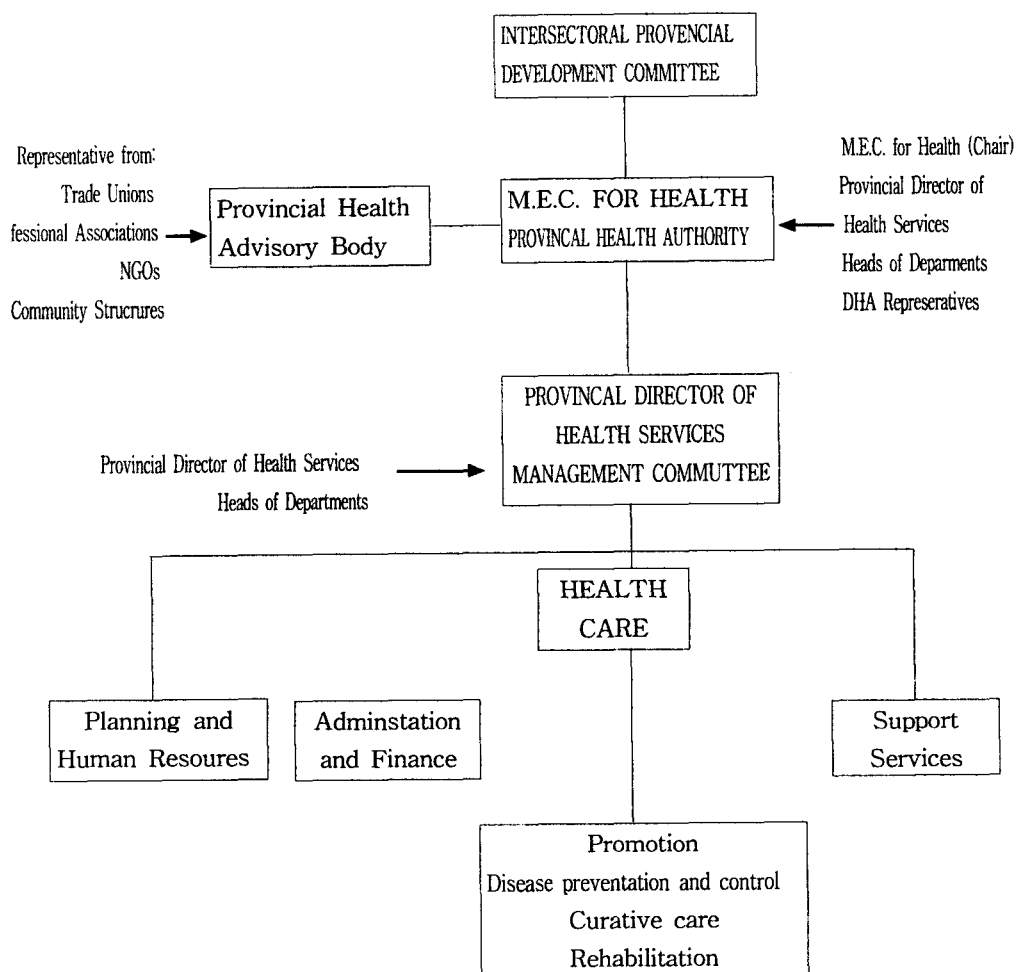 INTERSECTORAL PROVENCIAL
DEVELOPMENT COMMITTEE
Representative from:
Trade Unions
fessional Associations
NGOs
Community Strucrures
Provincial Health
Advisory Body
M.E.C. FOR HEALTH
PROVINCAL HEALTH AUTHORITY
M.E.C. for Health (Chair)
Provincial Director of
Health Services
Heads of Deparments
DHA Represeratives
PROVINCAL DIRECTOR OF
HEALTH SERVICES
MANAGEMENT COMMUTTEE
Provincial Director of Health Services
Heads of Departments
HEALTH
CARE
Planning and
Human Resoures
Adminstation
and Finance
Support
Services
Promotion
Disease preventation and control
Curative care
Rehabilitation